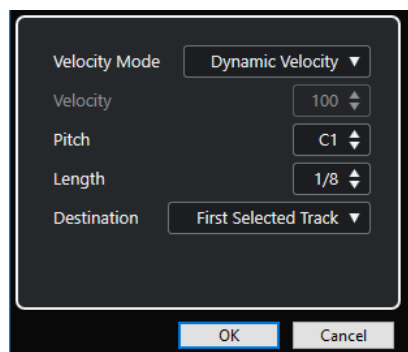 Velocity Mode Dynamic Velocity
Velocity 100
Pitch C1
Length 1/8
Destination First Selected Track
OK Cancel